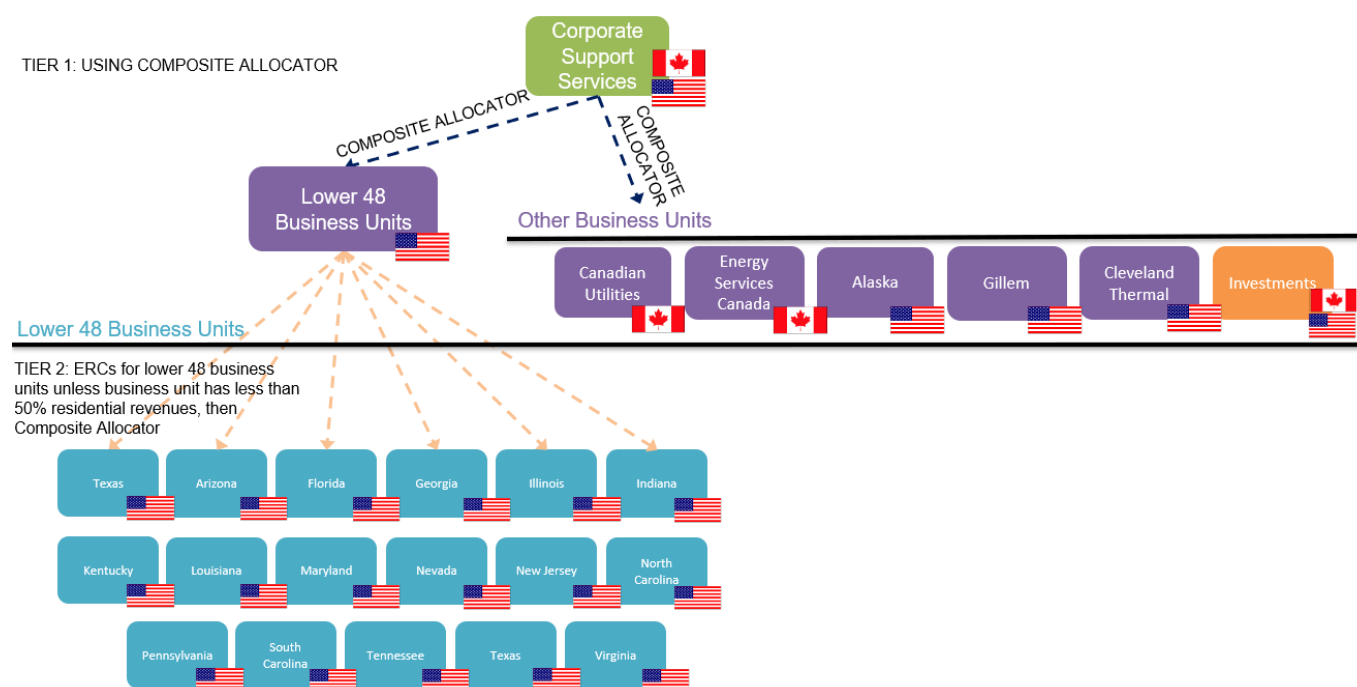 Corporate
Support
Services
TIER 1: USING COMPOSITE ALLOCATOR
COMPOSITE ALLOCATOR
COMPOSITE
ALLOCATOR
Lower 48
Business Units
Other Business Units
Canadian
Utilities
Energy
Services
Canada
Alaska
Gillem
Cleveland
Thermal
Investments
Lower 48 Business Units
TIER 2: ERCs for lower 48 business
units unless business unit has less than
50% residential revenues, then
Composite Allocator
Texas
Arizona
Florida
Georgia
Illinois
Indiana
Kentucky
Louisiana
Maryland
Nevada
New Jersey
North
Carolina
Pennsylvania
South
Carolina
Tennessee
Texas
Virginia